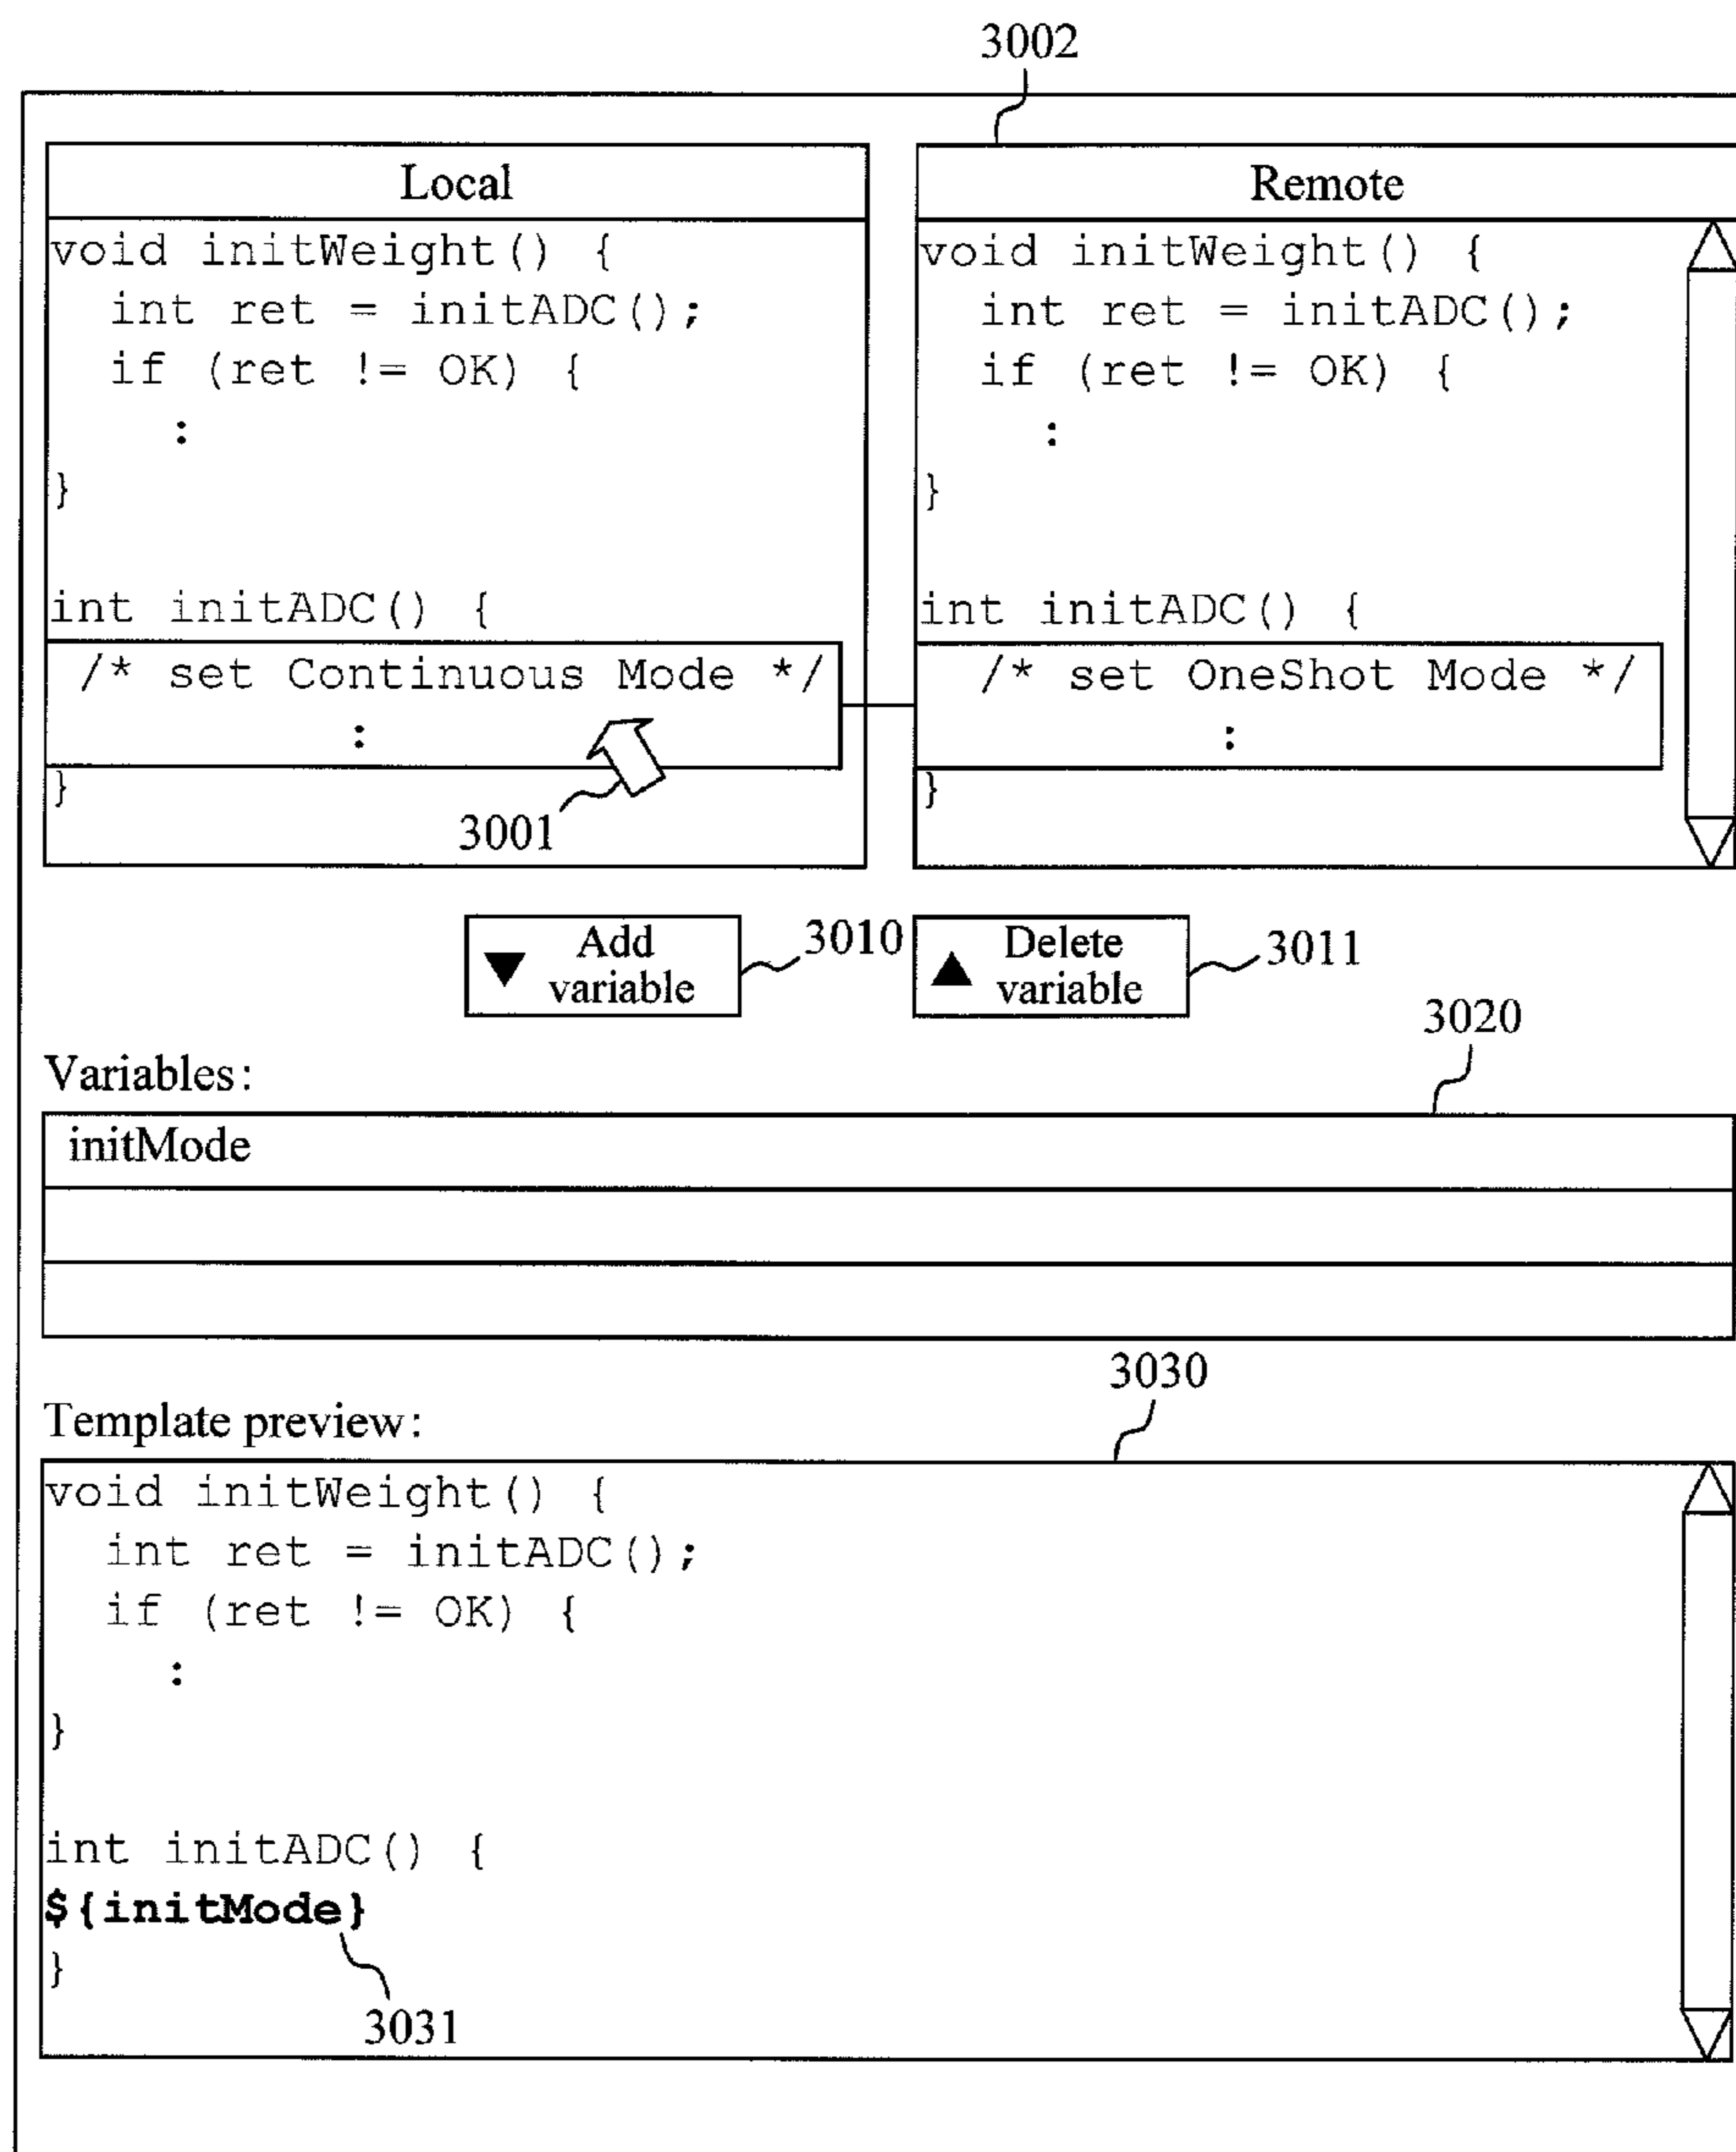 3002
Local
void initWeight() {
  int ret = initADC();
  if (ret != OK) {
     :
}
int initADC() {
 /* set Continuous Mode */
          :
}
3001
Remote
void initWeight() {
  int ret = initADC();
  if (ret != OK) {
     :
}
int initADC() {
  /* set OneShot Mode */
          :
}
▼ Add
variable
3010
▲ Delete
variable
3011
3020
Variables:
initMode
3030
Template preview:
void initWeight() {
  int ret = initADC();
  if (ret != OK) {
     :
}
int initADC() {
${initMode}
}
3031